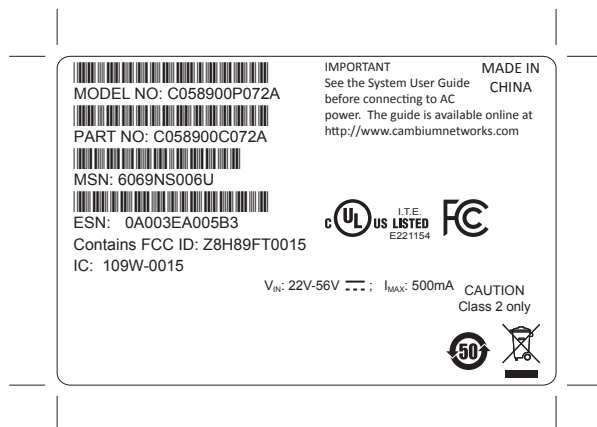 MODEL NO: C058900P072A
PART NO: C058900C072A
MSN: 6069NS006U
ESN: 0A003EA005B3
Contains FCC ID: Z8H89FT0015
IC: 109W-0015
IMPORTANT
See the System User Guide
before connecting to AC
power. The guide is available online at
http://www.cambiumnetworks.com
MADE IN
CHINA
C UL US LISTED
I.T.E.
E221154
FC
VIN: 22V-56V ; IMAX: 500mA
CAUTION
Class 2 only
50